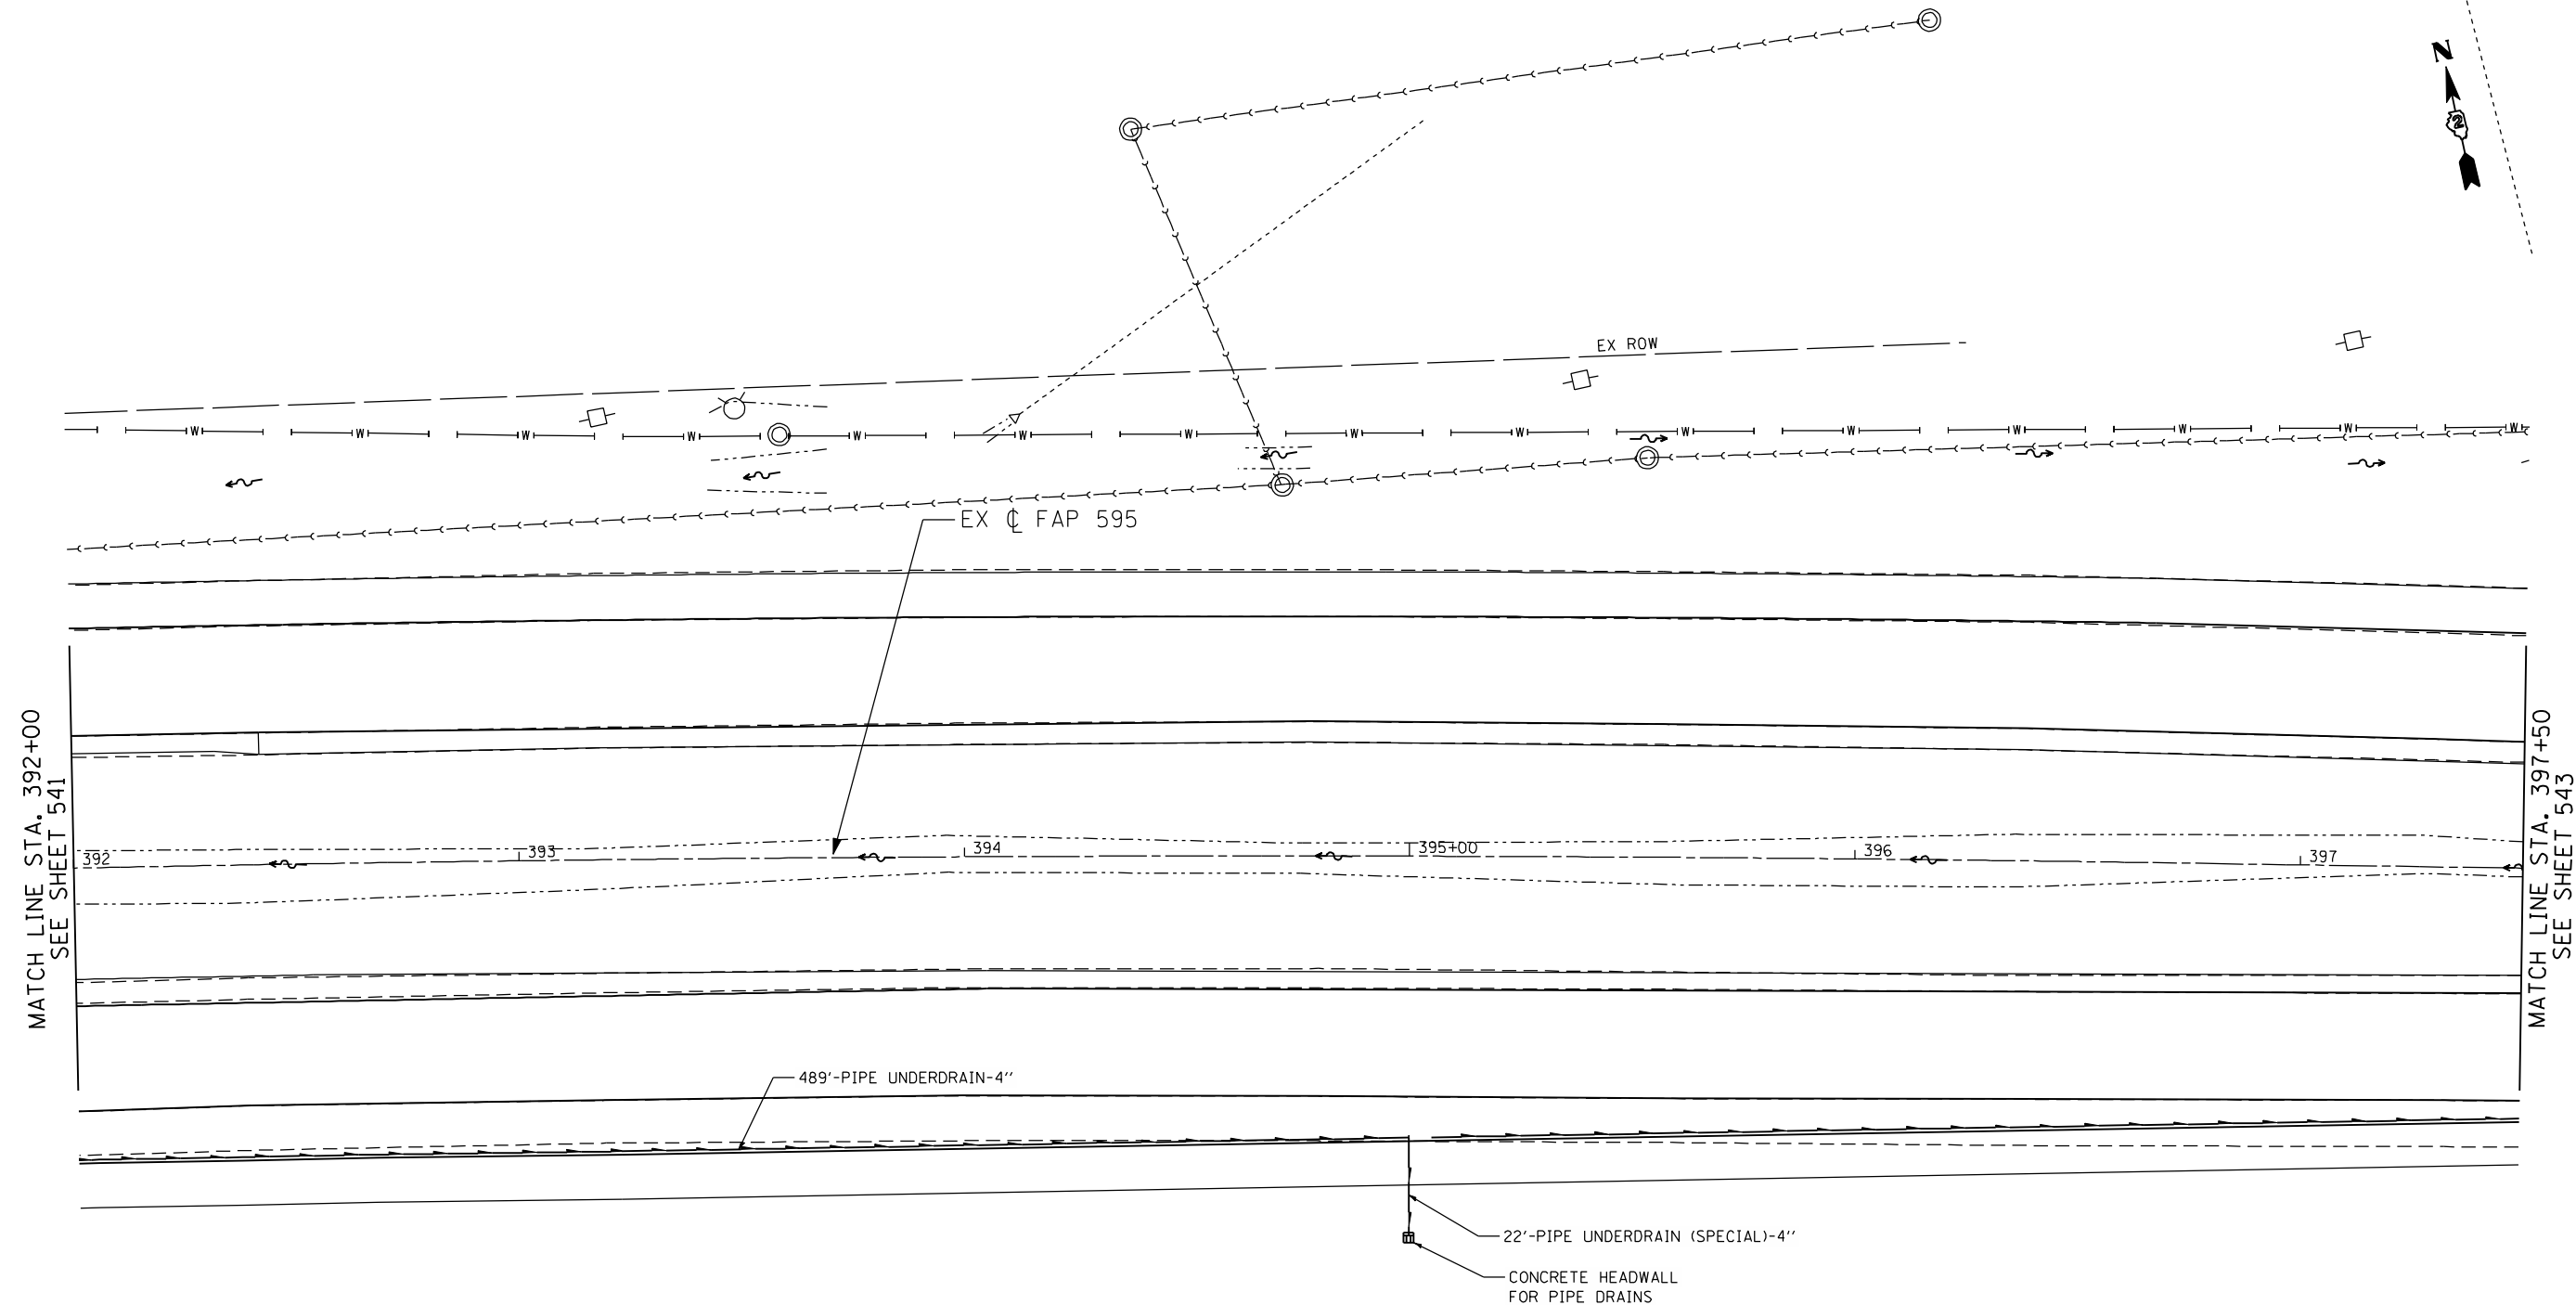 N
2
EX ROW
W W W W W W W W W W W W W W W
EX ℄ FAP 595
MATCH LINE STA. 392+00
SEE SHEET 541
392
393
394
395+00
396
397
MATCH LINE STA. 397+50
SEE SHEET 543
489'-PIPE UNDERDRAIN-4''
22'-PIPE UNDERDRAIN (SPECIAL)-4''
CONCRETE HEADWALL
FOR PIPE DRAINS